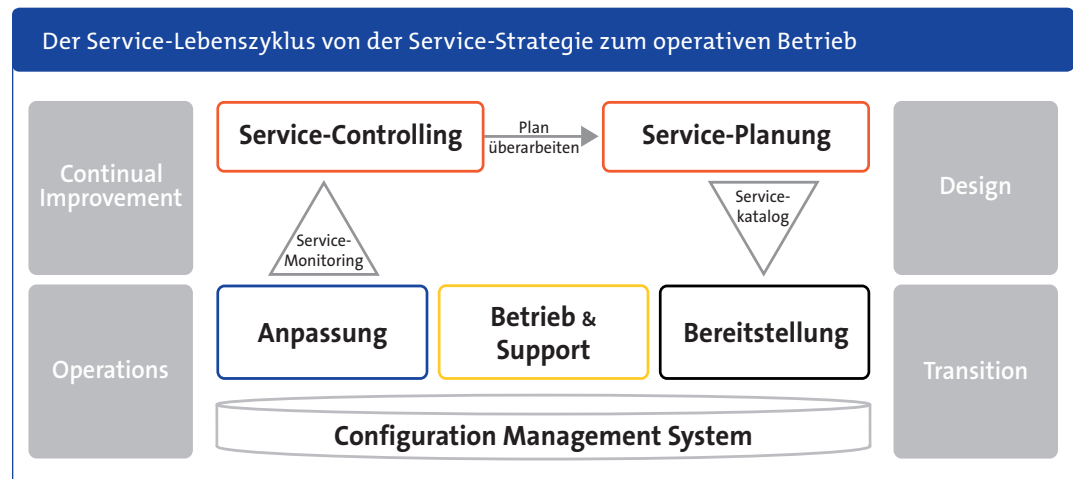 Der Service-Lebenszyklus von der Service-Strategie zum operativen Betrieb
Continual
Improvement
Service-Controlling
Plan
überarbeiten
Service-Planung
Design
Service-
Monitoring
Service-
katalog
Operations
Anpassung
Betrieb &
Support
Bereitstellung
Transition
Configuration Management System